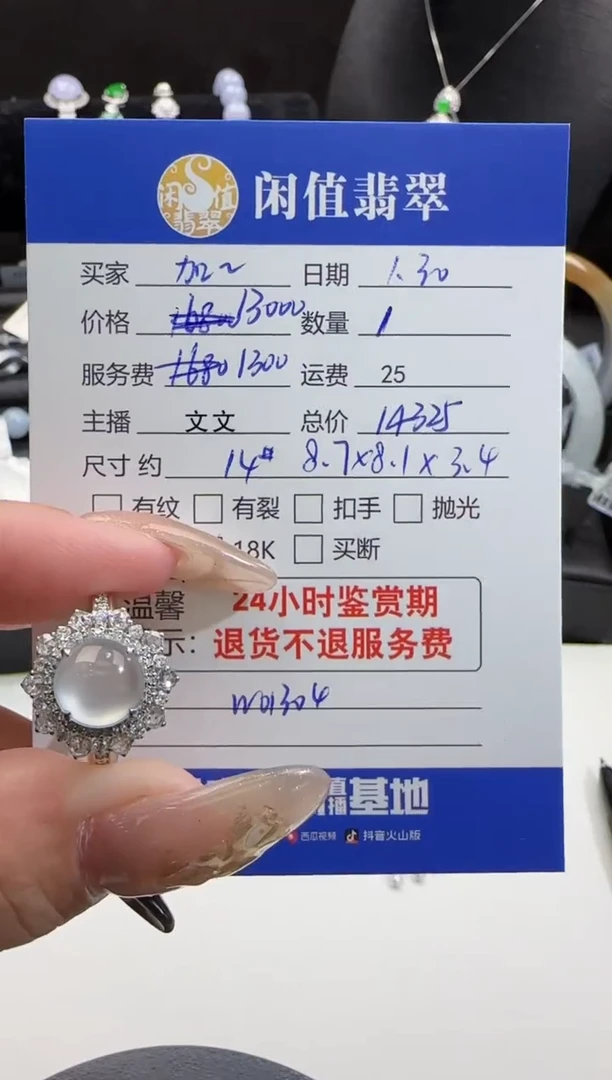 闲值翡翠
闲值翡翠
买家 加~ 日期 1.30
价格 1680 13000 数量 1
服务费 1680 1300 运费 25
主播 文文 总价 14325
尺寸 约 14# 8.7×8.1×3.4
有纹 有裂 扣手 抛光
18K 买断
温馨 24小时鉴赏期
示: 退货不退服务费
W01304
播基地
西瓜视频 抖音火山版